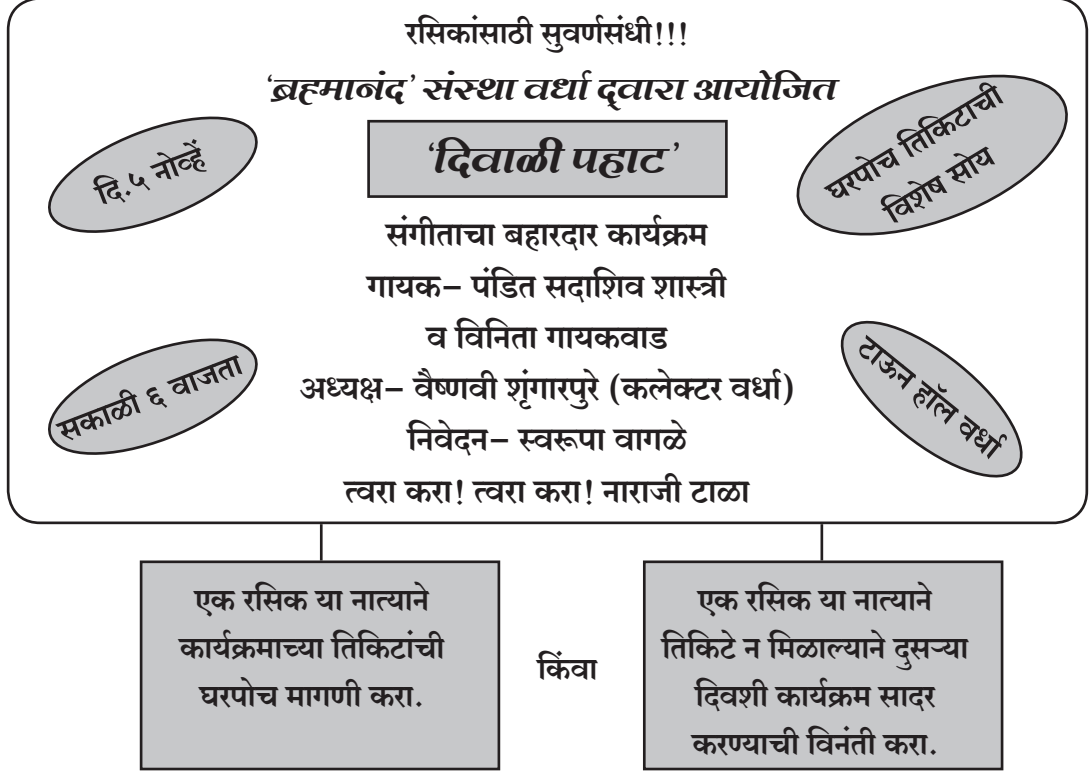 रसिकांसाठी सुवर्णसंधी!!!
‘ब्रह्मानंद’ संस्था वर्धा द्वारा आयोजित
दि.५ नोव्हें
‘दिवाळी पहाट’
घरपोच तिकिटाची
विशेष सोय
संगीताचा बहारदार कार्यक्रम
गायक– पंडित सदाशिव शास्त्री
व विनिता गायकवाड
सकाळी ६ वाजता
अध्यक्ष– वैष्णवी शृंगारपुरे (कलेक्टर वर्धा)
टाऊन हॉल वर्धा
निवेदन– स्वरूपा वागळे
त्वरा करा! त्वरा करा! नाराजी टाळा
एक रसिक या नात्याने
कार्यक्रमाच्या तिकिटांची
घरपोच मागणी करा.
किंवा
एक रसिक या नात्याने
तिकिटे न मिळाल्याने दुसऱ्या
दिवशी कार्यक्रम सादर
करण्याची विनंती करा.